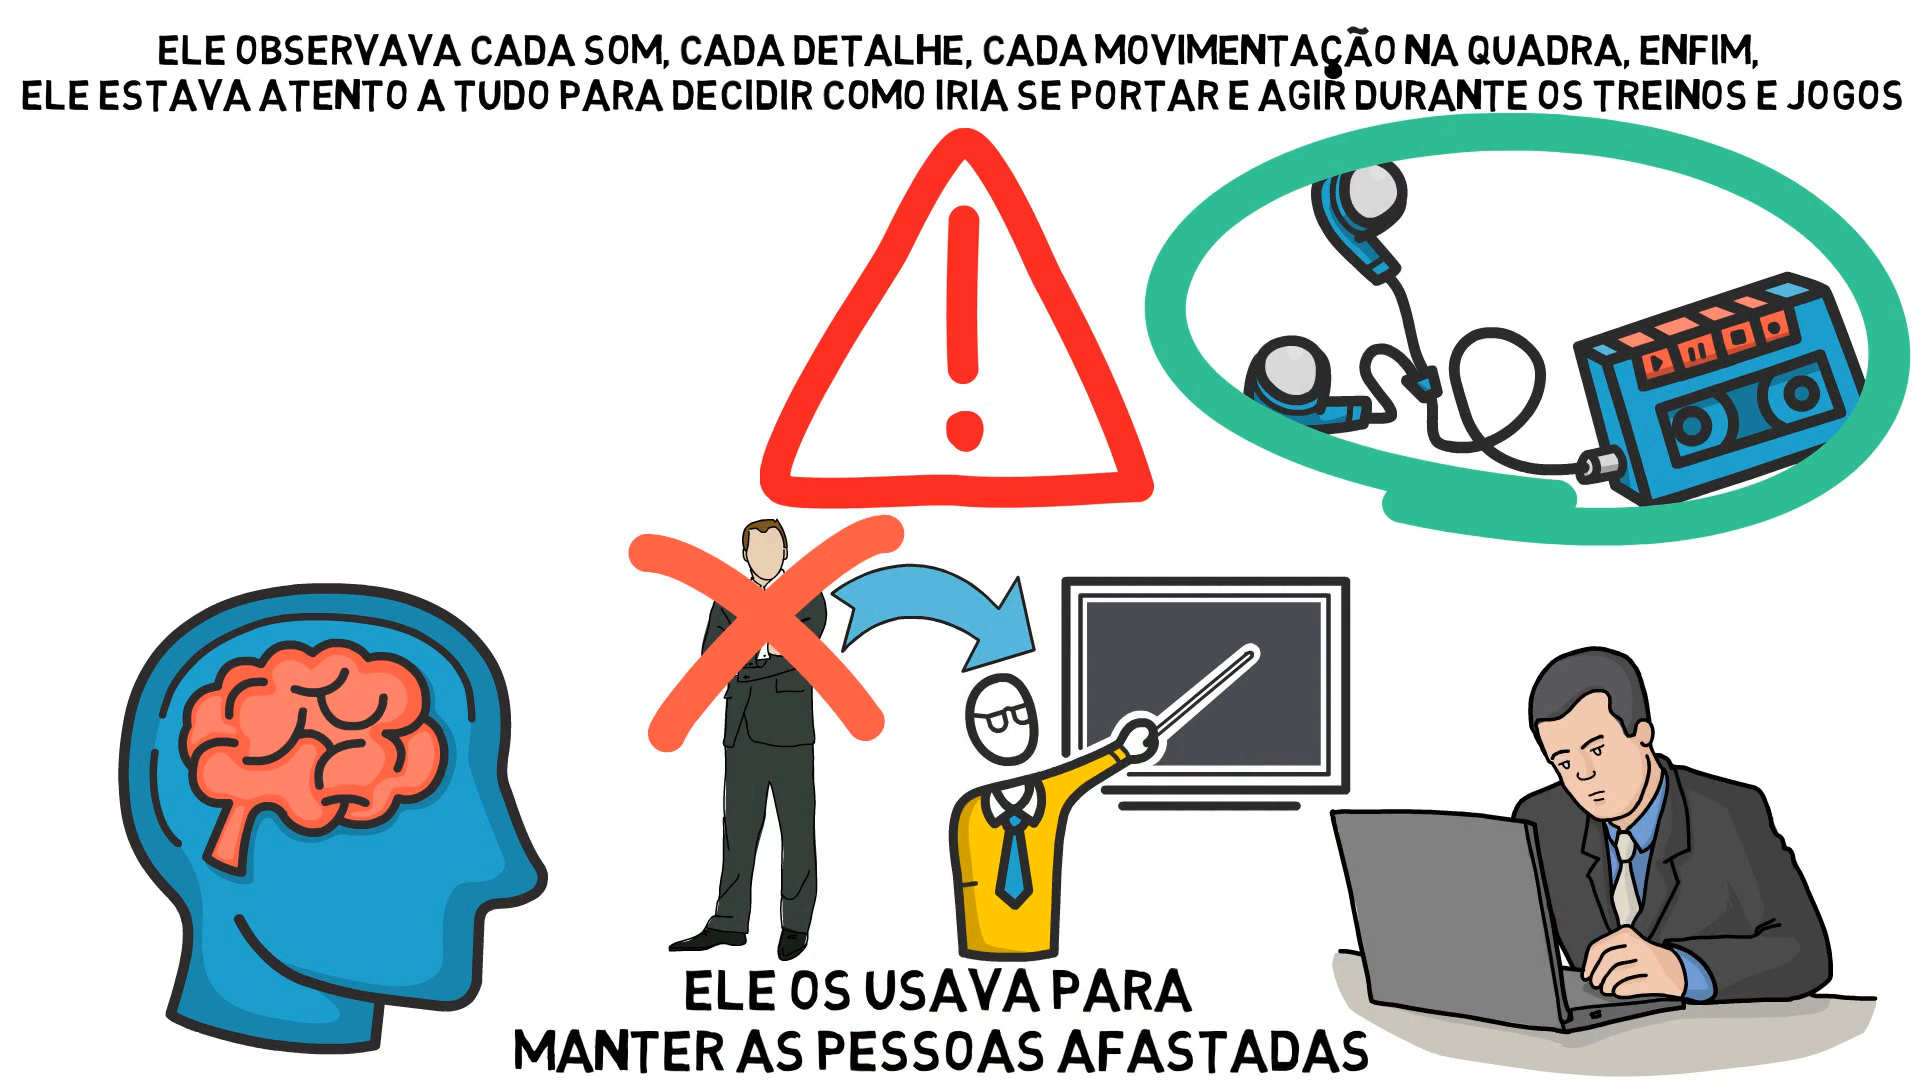 ELE OBSERVAVA CADA SOM, CADA DETALHE, CADA MOVIMENTAÇÃO NA QUADRA, ENFIM,
ELE ESTAVA ATENTO A TUDO PARA DECIDIR COMO IRIA SE PORTAR E AGIR DURANTE OS TREINOS E JOGOS
ELE OS USAVA PARA
MANTER AS PESSOAS AFASTADAS